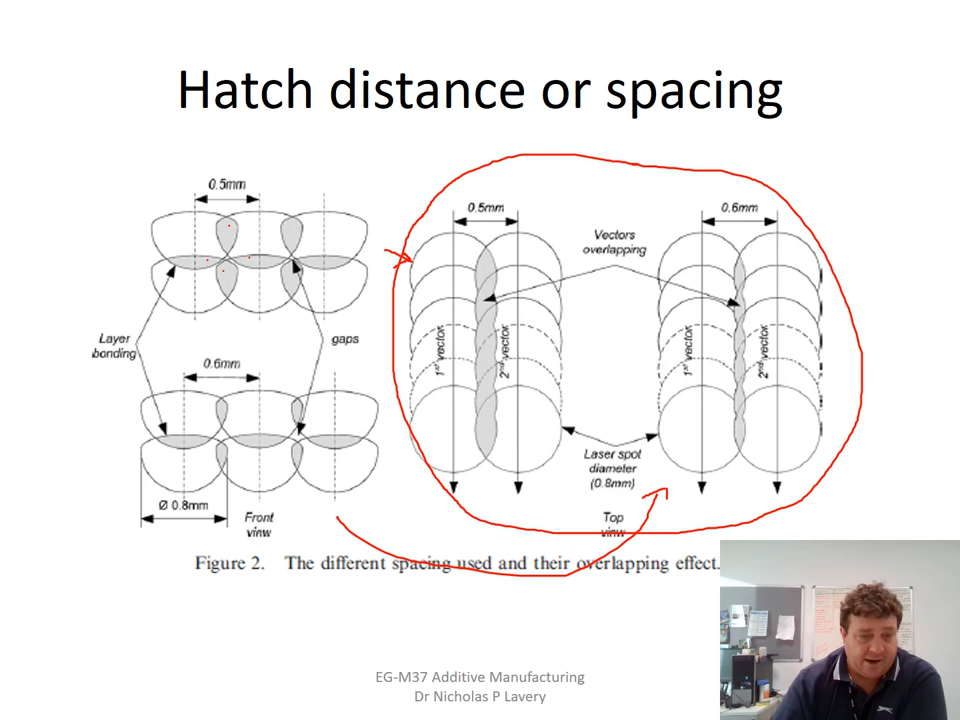 Hatch distance or spacing
0.5mm
Layer
bonding
gaps
0.6mm
Ø 0.8mm
Front
view
0.5mm
Vectors
overlapping
0.6mm
1st vector
2nd vector
1st vector
2nd vector
Laser spot
diameter
(0.8mm)
Top
view
Figure 2. The different spacing used and their overlapping effect.
EG-M37 Additive Manufacturing
Dr Nicholas P Lavery